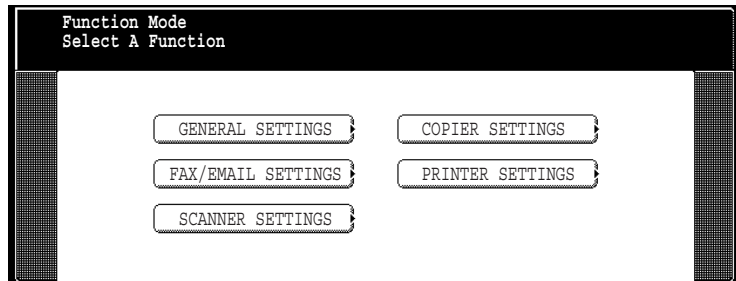 Function Mode
Select A Function
GENERAL SETTINGS
COPIER SETTINGS
FAX/EMAIL SETTINGS
PRINTER SETTINGS
SCANNER SETTINGS